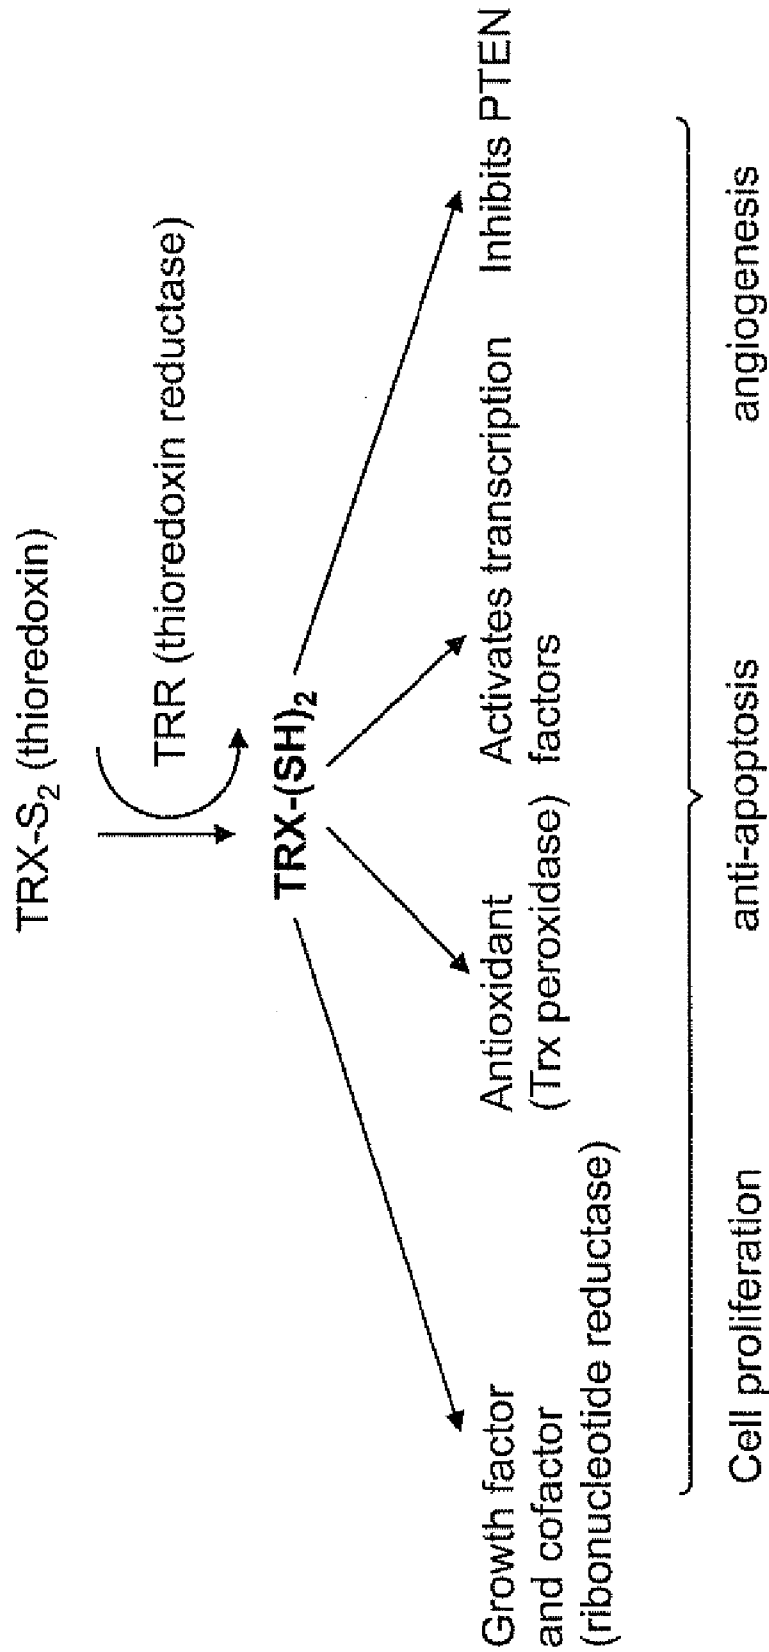 TRX-S2 (thioredoxin)
TRR (thioredoxin reductase)
TRX-(SH)2
Growth factor
and cofactor
(ribonucleotide reductase)
Antioxidant
(Trx peroxidase)
Activates transcription
factors
Inhibits PTEN
Cell proliferation
anti-apoptosis
angiogenesis